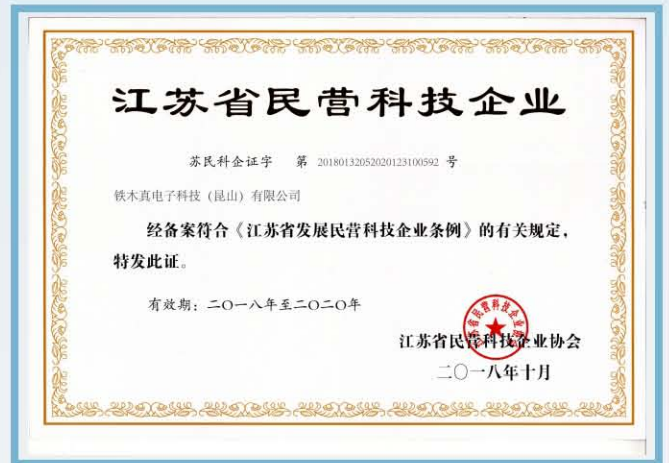 江苏省民营科技企业
苏民科企证字 第 20180132052020123100592 号
铁木真电子科技（昆山）有限公司
经备案符合《江苏省发展民营科技企业条例》的有关规定，
特发此证。
有效期：二〇一八年至二〇二〇年
江苏省民营科技企业协会
二〇一八年十月